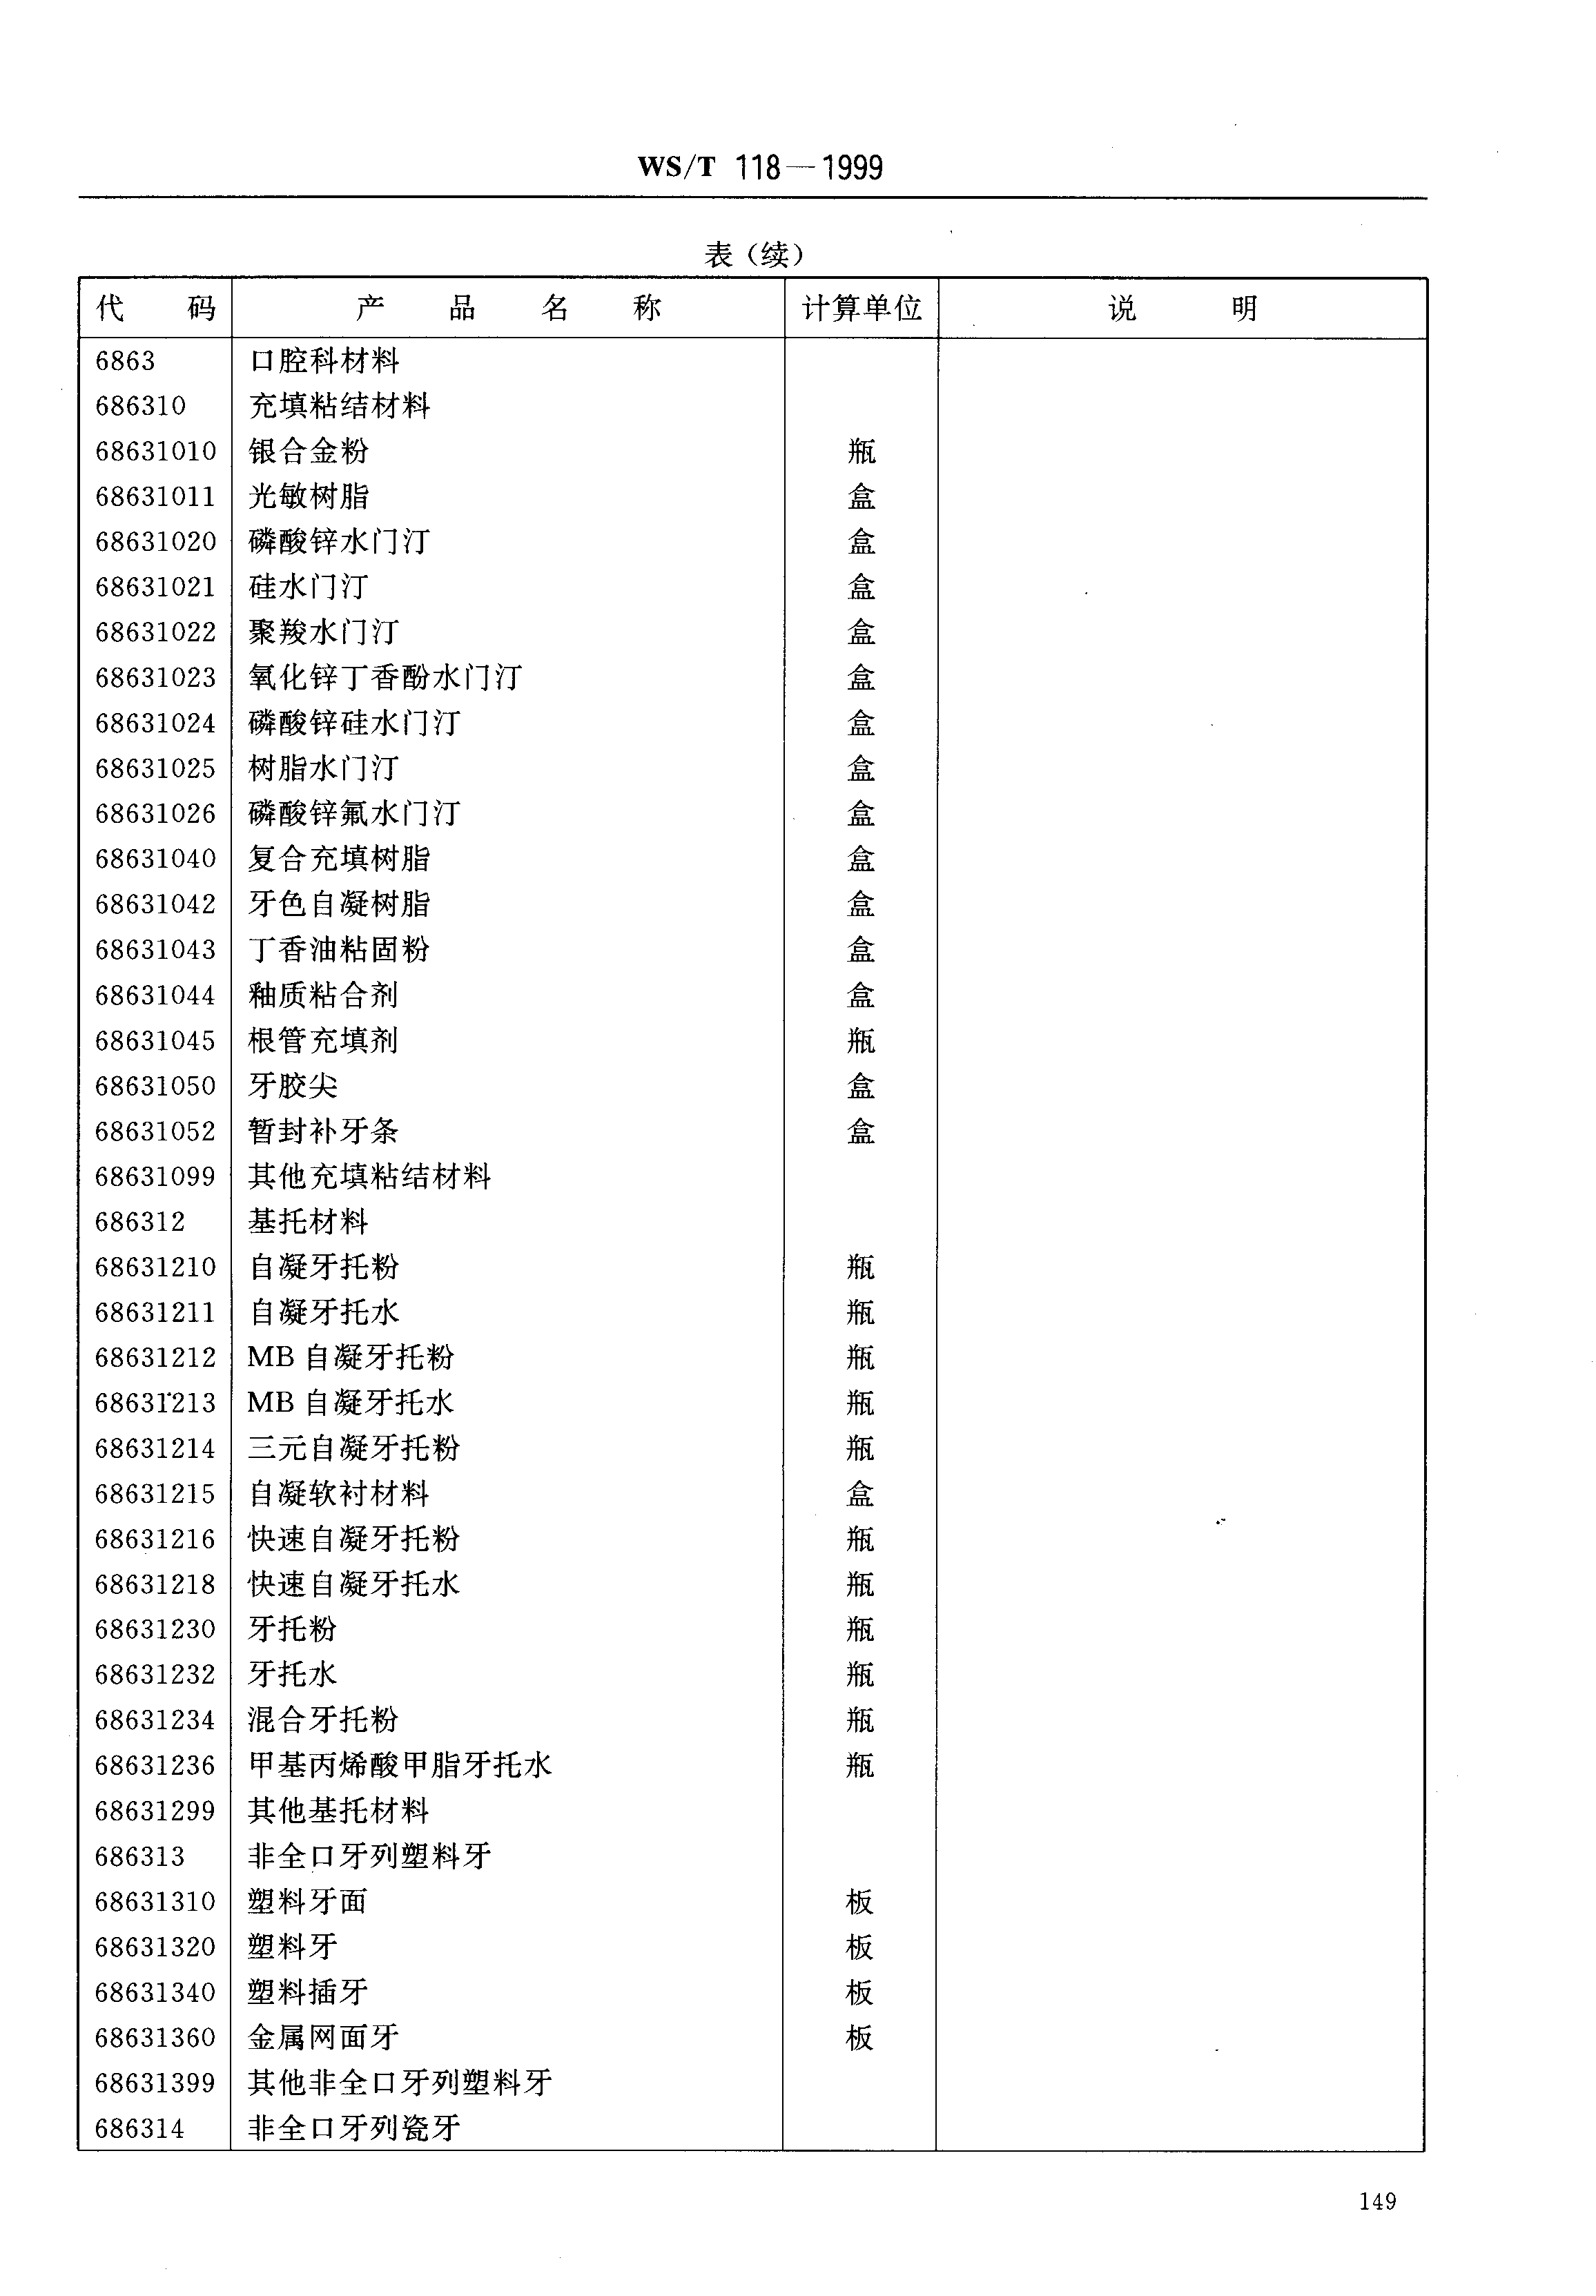 WS/T 118—1999
表（续）
代 码 产 品 名 称 计算单位 说 明
6863 口腔科材料
686310 充填粘结材料
68631010 银合金粉 瓶
68631011 光敏树脂 盒
68631020 磷酸锌水门汀 盒
68631021 硅水门汀 盒
68631022 聚羧水门汀 盒
68631023 氧化锌丁香酚水门汀 盒
68631024 磷酸锌硅水门汀 盒
68631025 树脂水门汀 盒
68631026 磷酸锌氟水门汀 盒
68631040 复合充填树脂 盒
68631042 牙色自凝树脂 盒
68631043 丁香油粘固粉 盒
68631044 釉质粘合剂 盒
68631045 根管充填剂 瓶
68631050 牙胶尖 盒
68631052 暂封补牙条 盒
68631099 其他充填粘结材料
686312 基托材料
68631210 自凝牙托粉 瓶
68631211 自凝牙托水 瓶
68631212 MB 自凝牙托粉 瓶
68631213 MB 自凝牙托水 瓶
68631214 三元自凝牙托粉 瓶
68631215 自凝软衬材料 盒
68631216 快速自凝牙托粉 瓶
68631218 快速自凝牙托水 瓶
68631230 牙托粉 瓶
68631232 牙托水 瓶
68631234 混合牙托粉 瓶
68631236 甲基丙烯酸甲脂牙托水 瓶
68631299 其他基托材料
686313 非全口牙列塑料牙
68631310 塑料牙面 板
68631320 塑料牙 板
68631340 塑料插牙 板
68631360 金属网面牙 板
68631399 其他非全口牙列塑料牙
686314 非全口牙列瓷牙
149